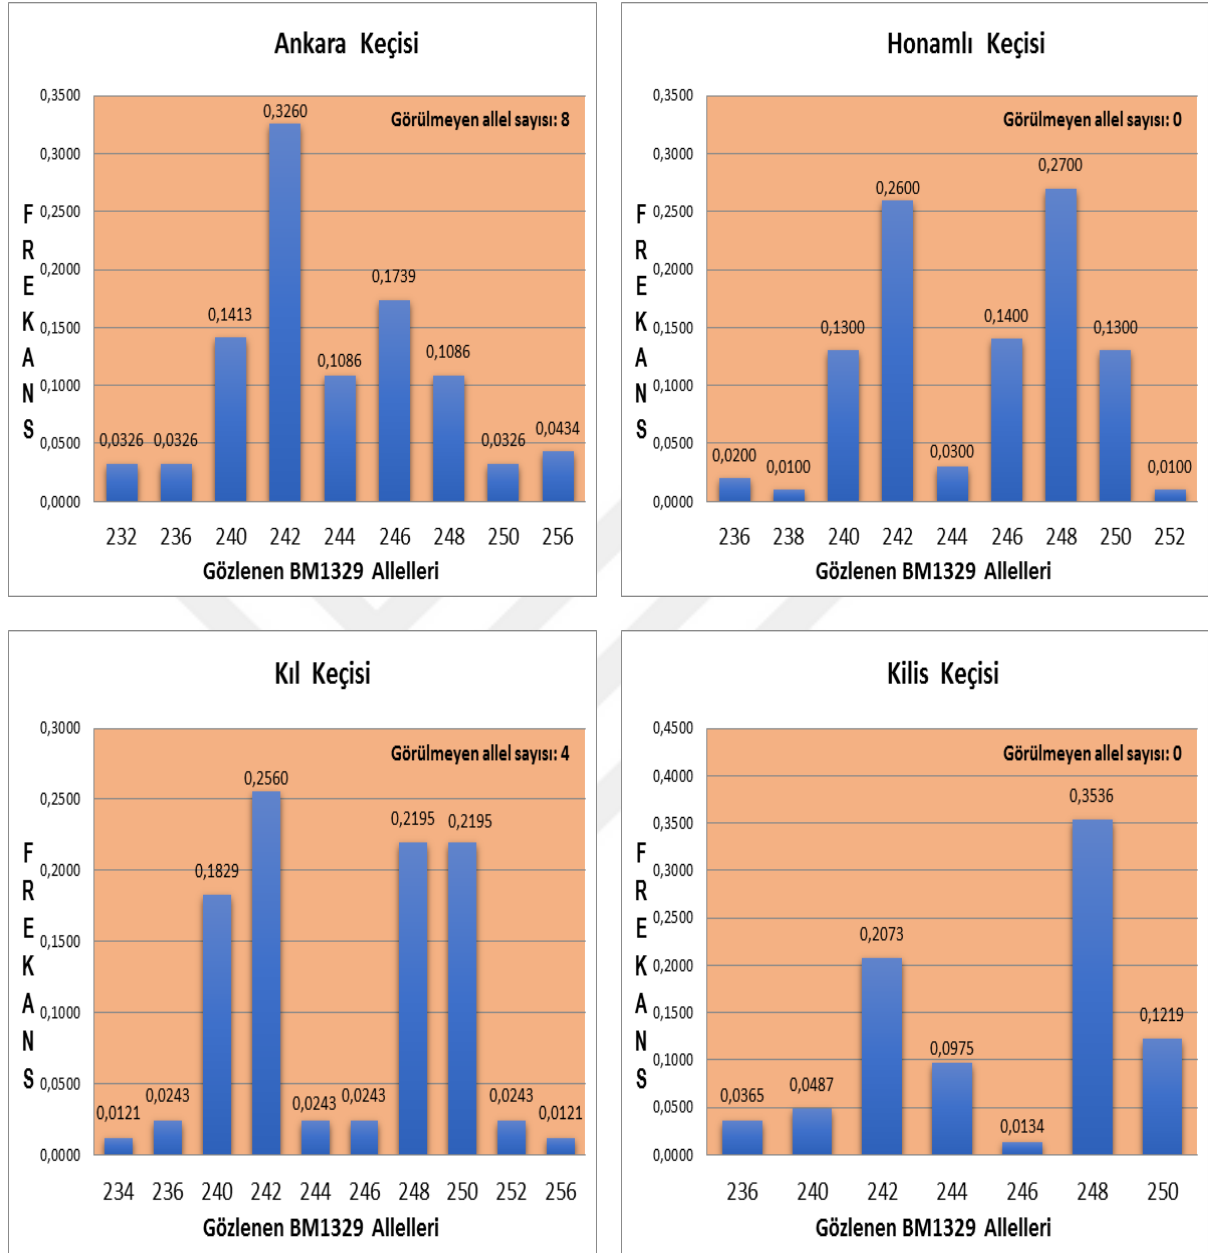 Ankara Keçisi
Görülmeyen allel sayısı: 8
FREKANS
0,3500
0,3000
0,2500
0,2000
0,1500
0,1000
0,0500
0,0000
0,0326 0,0326 0,1413 0,3260 0,1086 0,1739 0,1086 0,0326 0,0434
232 236 240 242 244 246 248 250 256
Gözlenen BM1329 Allelleri
Honamlı Keçisi
Görülmeyen allel sayısı: 0
FREKANS
0,3500
0,3000
0,2500
0,2000
0,1500
0,1000
0,0500
0,0000
0,0200 0,0100 0,1300 0,2600 0,0300 0,1400 0,2700 0,1300 0,0100
236 238 240 242 244 246 248 250 252
Gözlenen BM1329 Allelleri
Kıl Keçisi
Görülmeyen allel sayısı: 4
FREKANS
0,3000
0,2500
0,2000
0,1500
0,1000
0,0500
0,0000
0,0121 0,0243 0,1829 0,2560 0,0243 0,0243 0,2195 0,2195 0,0243 0,0121
234 236 240 242 244 246 248 250 252 256
Gözlenen BM1329 Allelleri
Kilis Keçisi
Görülmeyen allel sayısı: 0
FREKANS
0,4500
0,4000
0,3500
0,3000
0,2500
0,2000
0,1500
0,1000
0,0500
0,0000
0,0365 0,0487 0,2073 0,0975 0,0134 0,3536 0,1219
236 240 242 244 246 248 250
Gözlenen BM1329 Allelleri